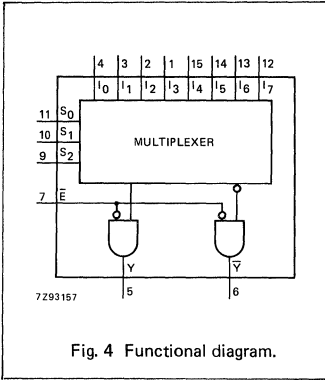 4 3 2 1 15 14 13 12
I0 I1 I2 I3 I4 I5 I6 I7
11 S0
10 S1
9 S2
MULTIPLEXER
7 E̅
Y Y̅
7Z93157
5 6
Fig. 4 Functional diagram.